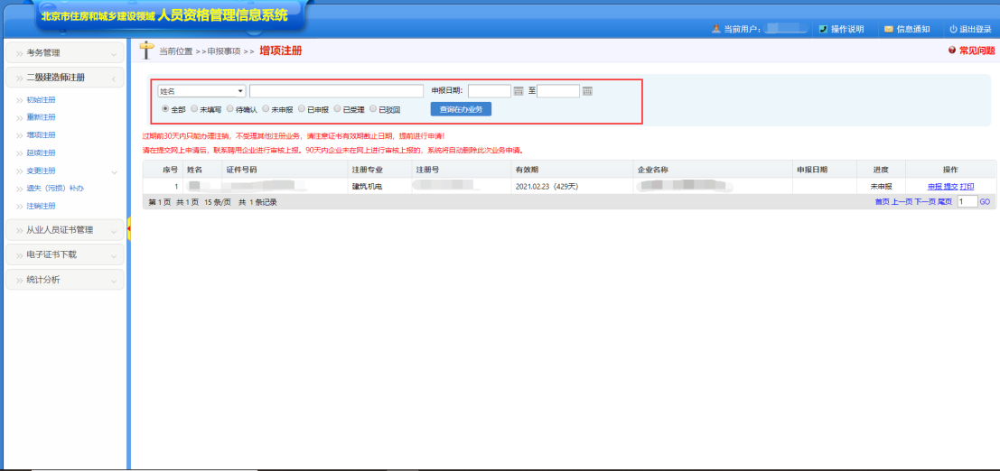 北京市住房和城乡建设领域 人员资格管理信息系统
当前用户: 操作说明 信息通知 退出登录
考务管理
二级建造师注册
初始注册
重新注册
增项注册
延续注册
变更注册
遗失（污损）补办
注销注册
从业人员证书管理
电子证书下载
统计分析
当前位置 >>申报事项 >> 增项注册
常见问题
姓名 申报日期: 至
全部 未填写 待确认 未申报 已申报 已受理 已驳回 查询在办业务
过期前30天内只能办理注销，不受理其他注册业务，请注意证书有效期截止日期，提前进行申请!
请在提交网上申请后，联系聘用企业进行审核上报。90天内企业未在网上进行审核上报的，系统将自动删除此次业务申请。
序号 姓名 证件号码 注册专业 注册号 有效期 企业名称 申报日期 进度 操作
1 建筑,机电 2021.02.23（429天） 未申报 申报 提交 打印
第 1 页 共 1 页 15 条/页 共 1 条记录 首页 上一页 下一页 尾页 1 GO